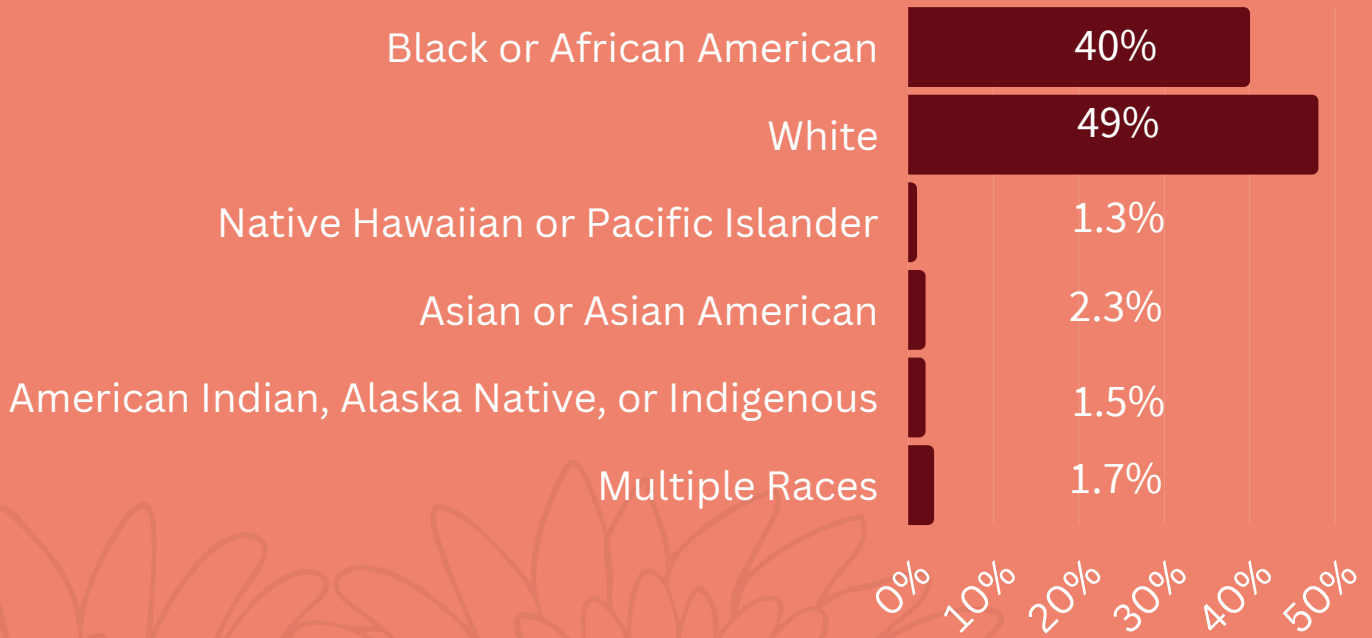 Black or African American 40%
White 49%
Native Hawaiian or Pacific Islander 1.3%
Asian or Asian American 2.3%
American Indian, Alaska Native, or Indigenous 1.5%
Multiple Races 1.7%
0% 10% 20% 30% 40% 50%